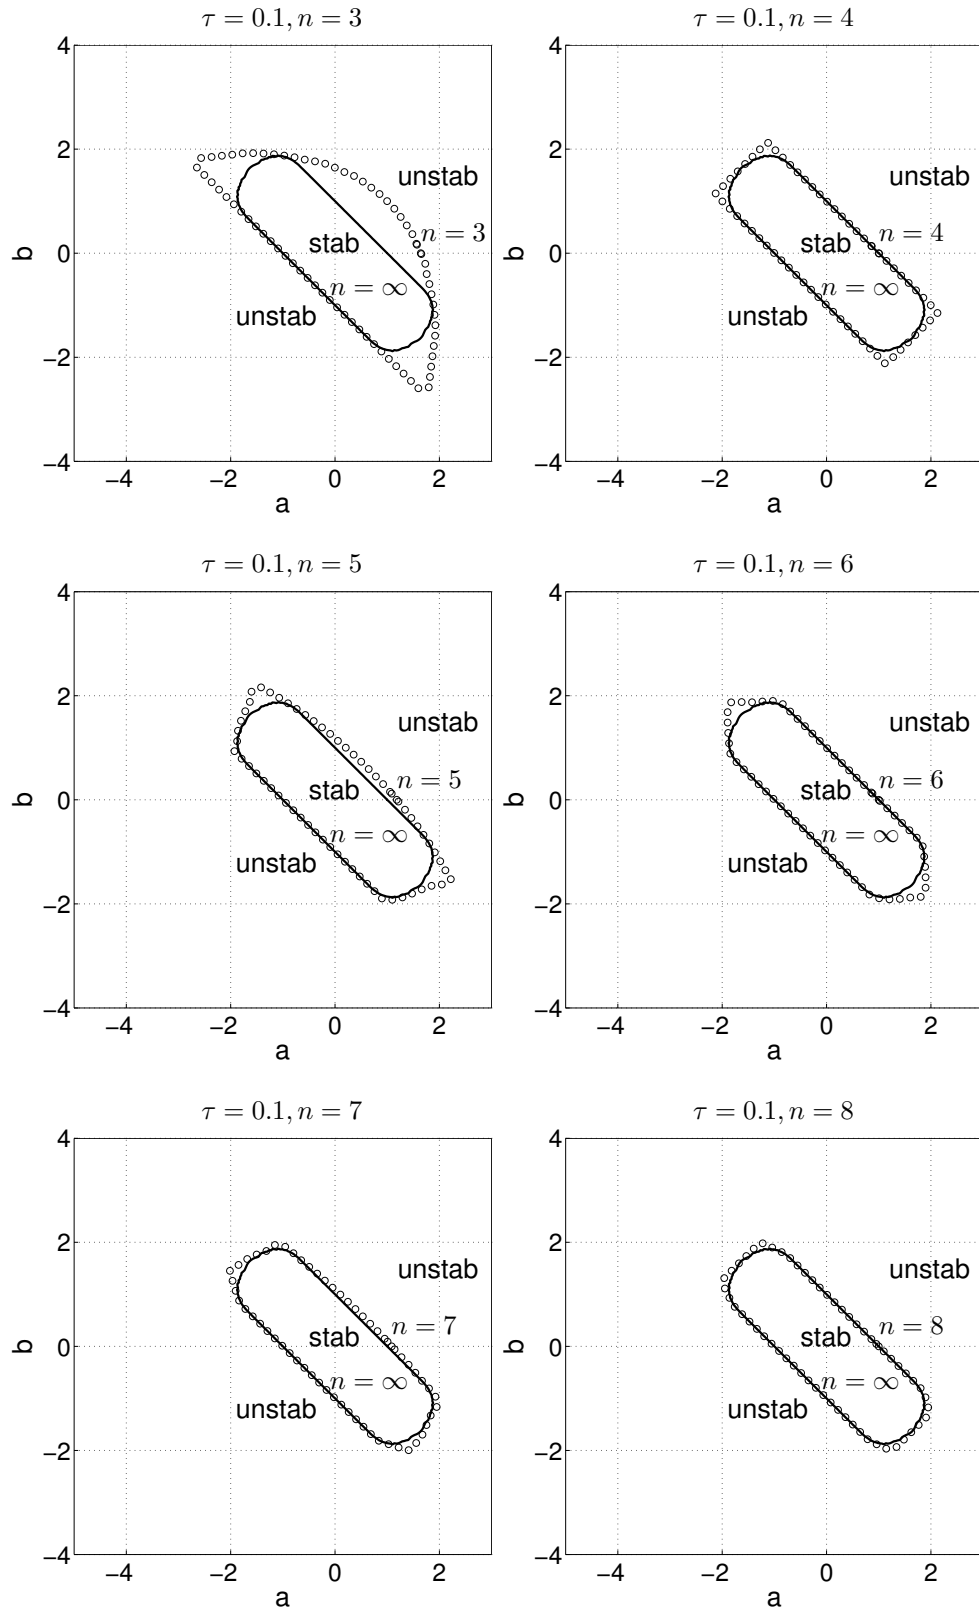 τ = 0.1, n = 3
4
2
0
−2
−4
b
−4
−2
0
2
a
unstab
n = 3
stab
n = ∞
unstab
τ = 0.1, n = 4
4
2
0
−2
−4
b
−4
−2
0
2
a
unstab
n = 4
stab
n = ∞
unstab
τ = 0.1, n = 5
4
2
0
−2
−4
b
−4
−2
0
2
a
unstab
n = 5
stab
n = ∞
unstab
τ = 0.1, n = 6
4
2
0
−2
−4
b
−4
−2
0
2
a
unstab
n = 6
stab
n = ∞
unstab
τ = 0.1, n = 7
4
2
0
−2
−4
b
−4
−2
0
2
a
unstab
n = 7
stab
n = ∞
unstab
τ = 0.1, n = 8
4
2
0
−2
−4
b
−4
−2
0
2
a
unstab
n = 8
stab
n = ∞
unstab